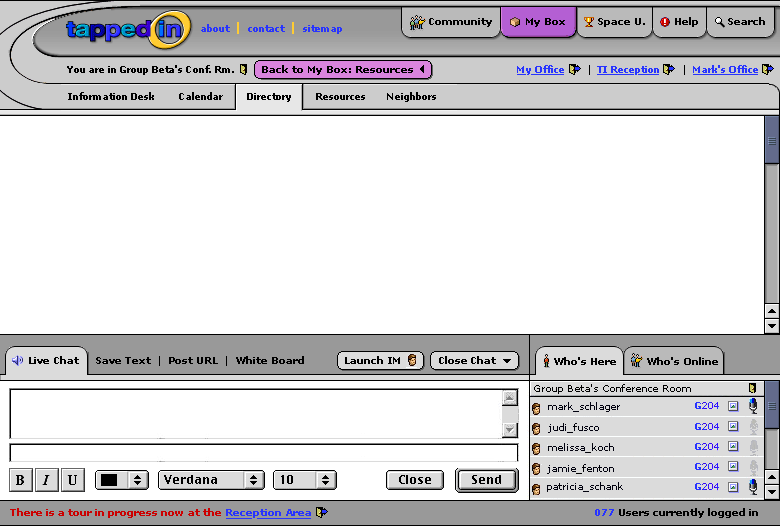 tapped in about | contact | sitemap Community My Box Space U. Help Search
You are in Group Beta's Conf. Rm. Back to My Box: Resources My Office | TI Reception | Mark's Office
Information Desk Calendar Directory Resources Neighbors
Live Chat Save Text | Post URL | White Board Launch IM Close Chat Who's Here Who's Online
Group Beta's Conference Room
mark_schlager G204
judi_fusco G204
melissa_koch G204
jamie_fenton G204
patricia_schank G204
B I U Verdana 10 Close Send
There is a tour in progress now at the Reception Area 077 Users currently logged in